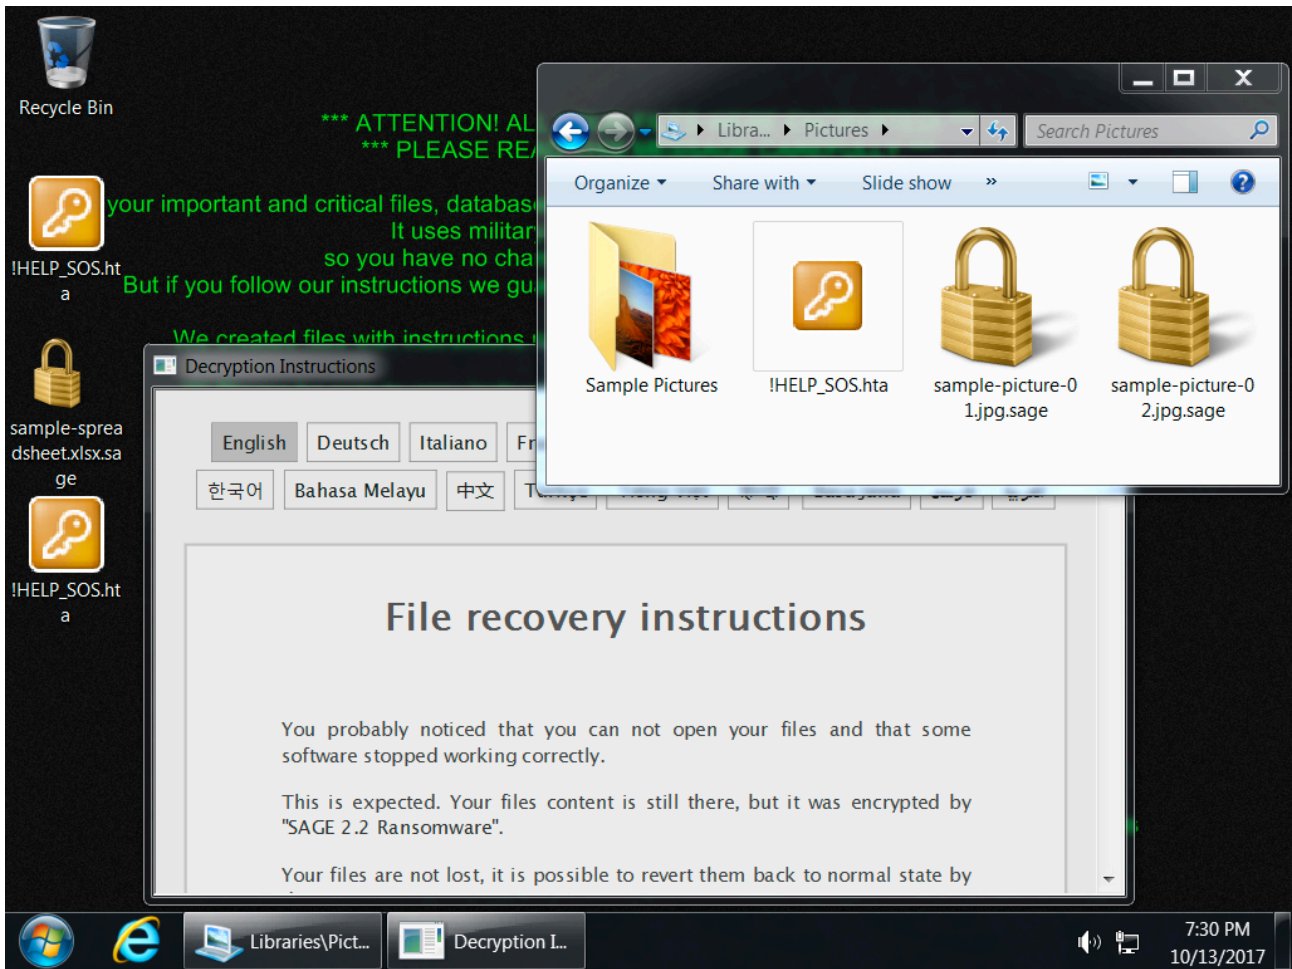 Recycle Bin
*** ATTENTION! AL
*** PLEASE REA
your important and critical files, databas
It uses militar
so you have no cha
But if you follow our instructions we gu
We created files with instructions
!HELP_SOS.ht
a
sample-sprea
dsheet.xlsx.sa
ge
!HELP_SOS.ht
a
Libra... Pictures
Search Pictures
Organize Share with Slide show »
Sample Pictures
!HELP_SOS.hta
sample-picture-0
1.jpg.sage
sample-picture-0
2.jpg.sage
Decryption Instructions
English Deutsch Italiano Fr
한국어 Bahasa Melayu 中文
File recovery instructions
You probably noticed that you can not open your files and that some
software stopped working correctly.
This is expected. Your files content is still there, but it was encrypted by
"SAGE 2.2 Ransomware".
Your files are not lost, it is possible to revert them back to normal state by
Libraries\Pict...
Decryption I...
7:30 PM
10/13/2017